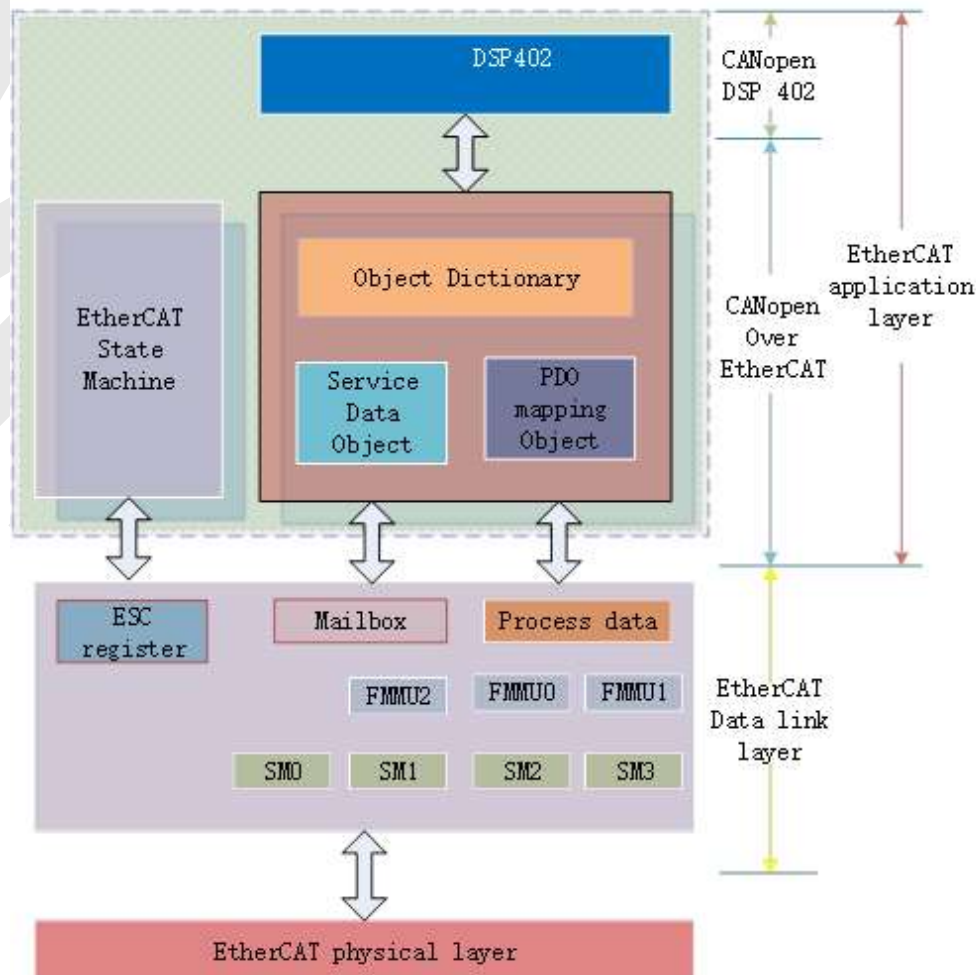 DSP402
CANopen
DSP 402
EtherCAT
State
Machine
Object Dictionary
Service
Data
Object
PDO
mapping
Object
CANopen
Over
EtherCAT
EtherCAT
application
layer
ESC
register
Mailbox
Process data
FMMU2
FMMU0
FMMU1
SM0
SM1
SM2
SM3
EtherCAT
Data link
layer
EtherCAT physical layer